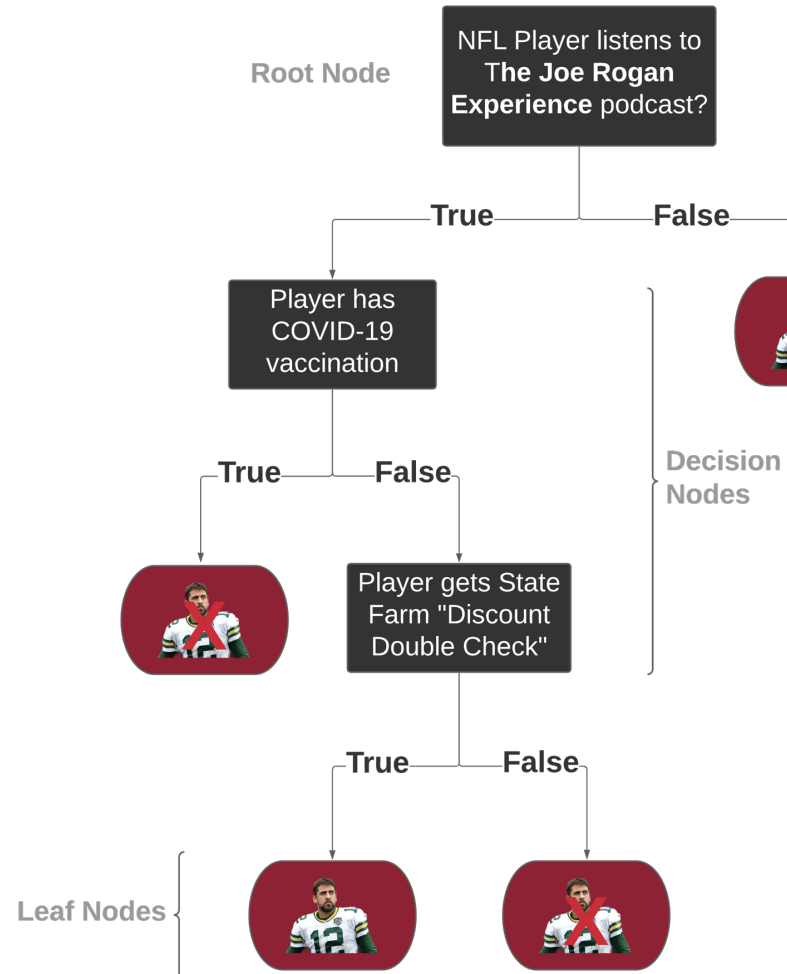 Root Node
NFL Player listens to
The Joe Rogan
Experience podcast?
True
False
Player has
COVID-19
vaccination
Decision
Nodes
True
False
Player gets State
Farm "Discount
Double Check"
X
True
False
Leaf Nodes
12
X